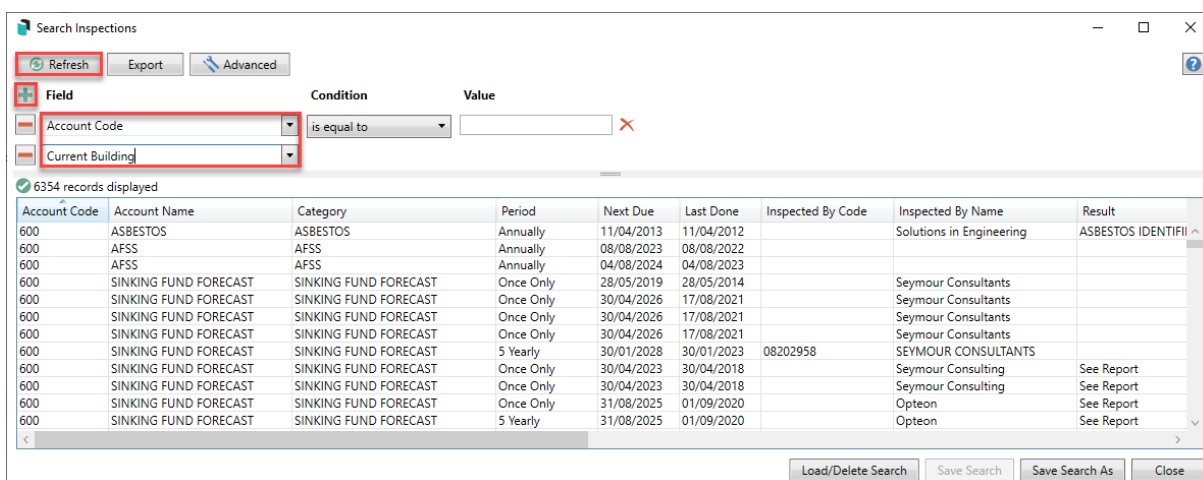 Search Inspections
Refresh Export Advanced
Field Condition Value
Account Code is equal to
Current Building
6354 records displayed
Account Code Account Name Category Period Next Due Last Done Inspected By Code Inspected By Name Result
600 ASBESTOS ASBESTOS Annually 11/04/2013 11/04/2012 Solutions in Engineering ASBESTOS IDENTIFII
600 AFSS AFSS Annually 08/08/2023 08/08/2022
600 AFSS AFSS Annually 04/08/2024 04/08/2023
600 SINKING FUND FORECAST SINKING FUND FORECAST Once Only 28/05/2019 28/05/2014 Seymour Consultants
600 SINKING FUND FORECAST SINKING FUND FORECAST Once Only 30/04/2026 17/08/2021 Seymour Consultants
600 SINKING FUND FORECAST SINKING FUND FORECAST Once Only 30/04/2026 17/08/2021 Seymour Consultants
600 SINKING FUND FORECAST SINKING FUND FORECAST Once Only 30/04/2026 17/08/2021 Seymour Consultants
600 SINKING FUND FORECAST SINKING FUND FORECAST 5 Yearly 30/01/2028 30/01/2023 08202958 SEYMOUR CONSULTANTS
600 SINKING FUND FORECAST SINKING FUND FORECAST Once Only 30/04/2023 30/04/2018 Seymour Consulting See Report
600 SINKING FUND FORECAST SINKING FUND FORECAST Once Only 30/04/2023 30/04/2018 Seymour Consulting See Report
600 SINKING FUND FORECAST SINKING FUND FORECAST Once Only 31/08/2025 01/09/2020 Opteon See Report
600 SINKING FUND FORECAST SINKING FUND FORECAST 5 Yearly 31/08/2025 01/09/2020 Opteon See Report
Load/Delete Search Save Search Save Search As Close